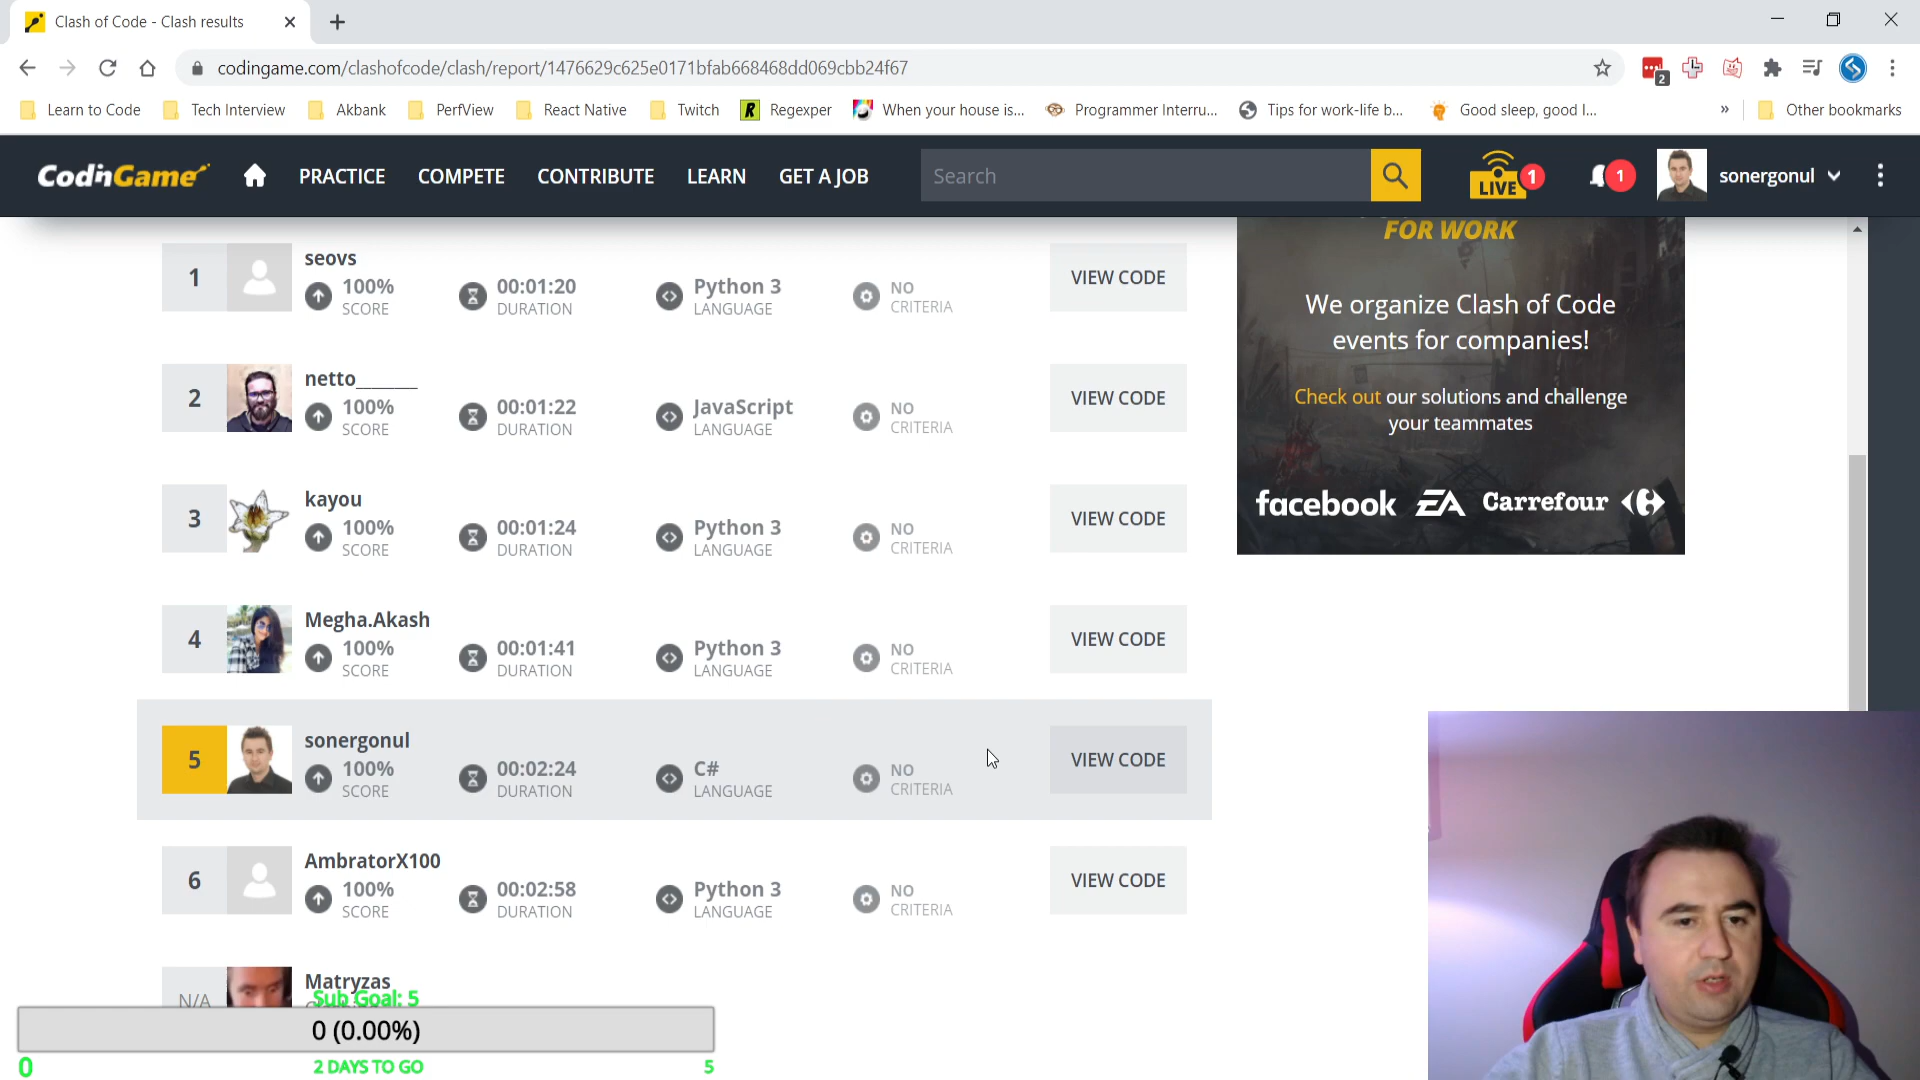 Clash of Code - Clash results
codingame.com/clashofcode/clash/report/1476629c625e0171bfab668468dd069cbb24f67
2
Learn to Code
Tech Interview
Akbank
PerfView
React Native
Twitch
R
Regexper
When your house is...
Programmer Interru...
Tips for work-life b...
Good sleep, good l...
»
Other bookmarks
CodinGame
PRACTICE
COMPETE
CONTRIBUTE
LEARN
GET A JOB
Search
LIVE
1
1
sonergonul
1
seovs
100%
SCORE
00:01:20
DURATION
Python 3
LANGUAGE
NO
CRITERIA
VIEW CODE
2
netto_______
100%
SCORE
00:01:22
DURATION
JavaScript
LANGUAGE
NO
CRITERIA
VIEW CODE
3
kayou
100%
SCORE
00:01:24
DURATION
Python 3
LANGUAGE
NO
CRITERIA
VIEW CODE
4
Megha.Akash
100%
SCORE
00:01:41
DURATION
Python 3
LANGUAGE
NO
CRITERIA
VIEW CODE
5
sonergonul
100%
SCORE
00:02:24
DURATION
C#
LANGUAGE
NO
CRITERIA
VIEW CODE
6
AmbratorX100
100%
SCORE
00:02:58
DURATION
Python 3
LANGUAGE
NO
CRITERIA
VIEW CODE
N/A
Matryzas
FOR WORK
We organize Clash of Code
events for companies!
Check out our solutions and challenge
your teammates
facebook EA Carrefour
Sub Goal: 5
0 (0.00%)
0
2 DAYS TO GO
5